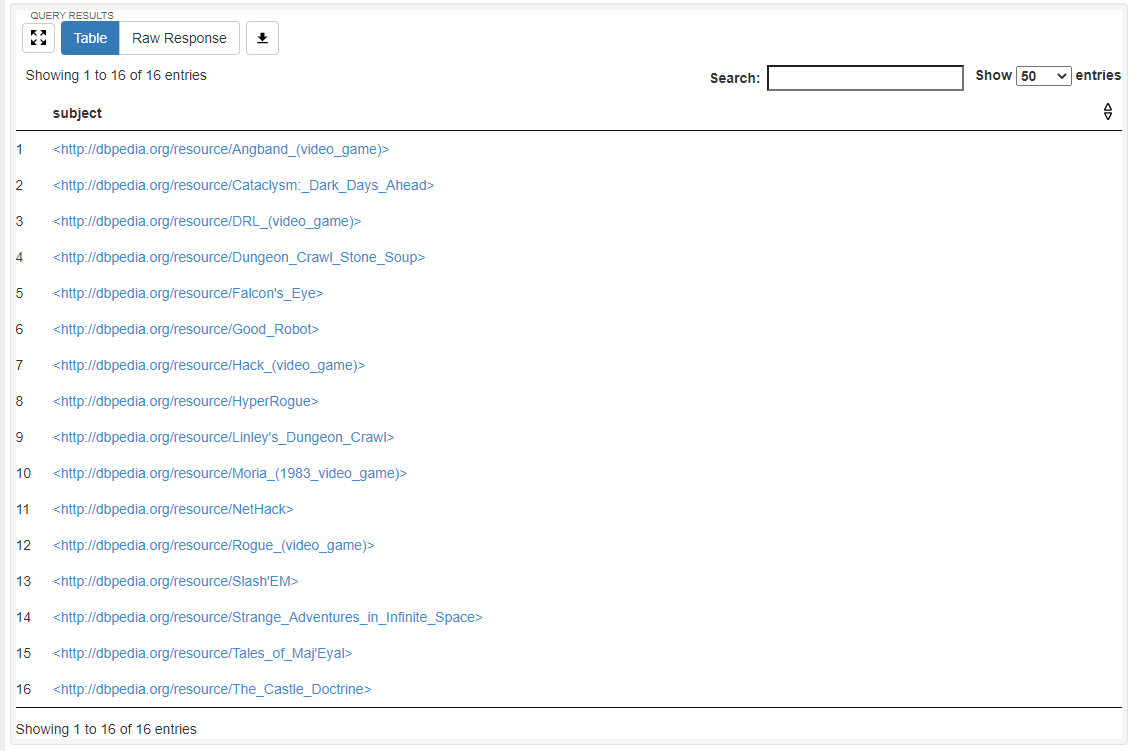 QUERY RESULTS
Table Raw Response
Showing 1 to 16 of 16 entries
Search: Show 50 entries
subject
1 <http://dbpedia.org/resource/Angband_(video_game)>
2 <http://dbpedia.org/resource/Cataclysm:_Dark_Days_Ahead>
3 <http://dbpedia.org/resource/DRL_(video_game)>
4 <http://dbpedia.org/resource/Dungeon_Crawl_Stone_Soup>
5 <http://dbpedia.org/resource/Falcon's_Eye>
6 <http://dbpedia.org/resource/Good_Robot>
7 <http://dbpedia.org/resource/Hack_(video_game)>
8 <http://dbpedia.org/resource/HyperRogue>
9 <http://dbpedia.org/resource/Linley's_Dungeon_Crawl>
10 <http://dbpedia.org/resource/Moria_(1983_video_game)>
11 <http://dbpedia.org/resource/NetHack>
12 <http://dbpedia.org/resource/Rogue_(video_game)>
13 <http://dbpedia.org/resource/Slash'EM>
14 <http://dbpedia.org/resource/Strange_Adventures_in_Infinite_Space>
15 <http://dbpedia.org/resource/Tales_of_Maj'Eyal>
16 <http://dbpedia.org/resource/The_Castle_Doctrine>
Showing 1 to 16 of 16 entries